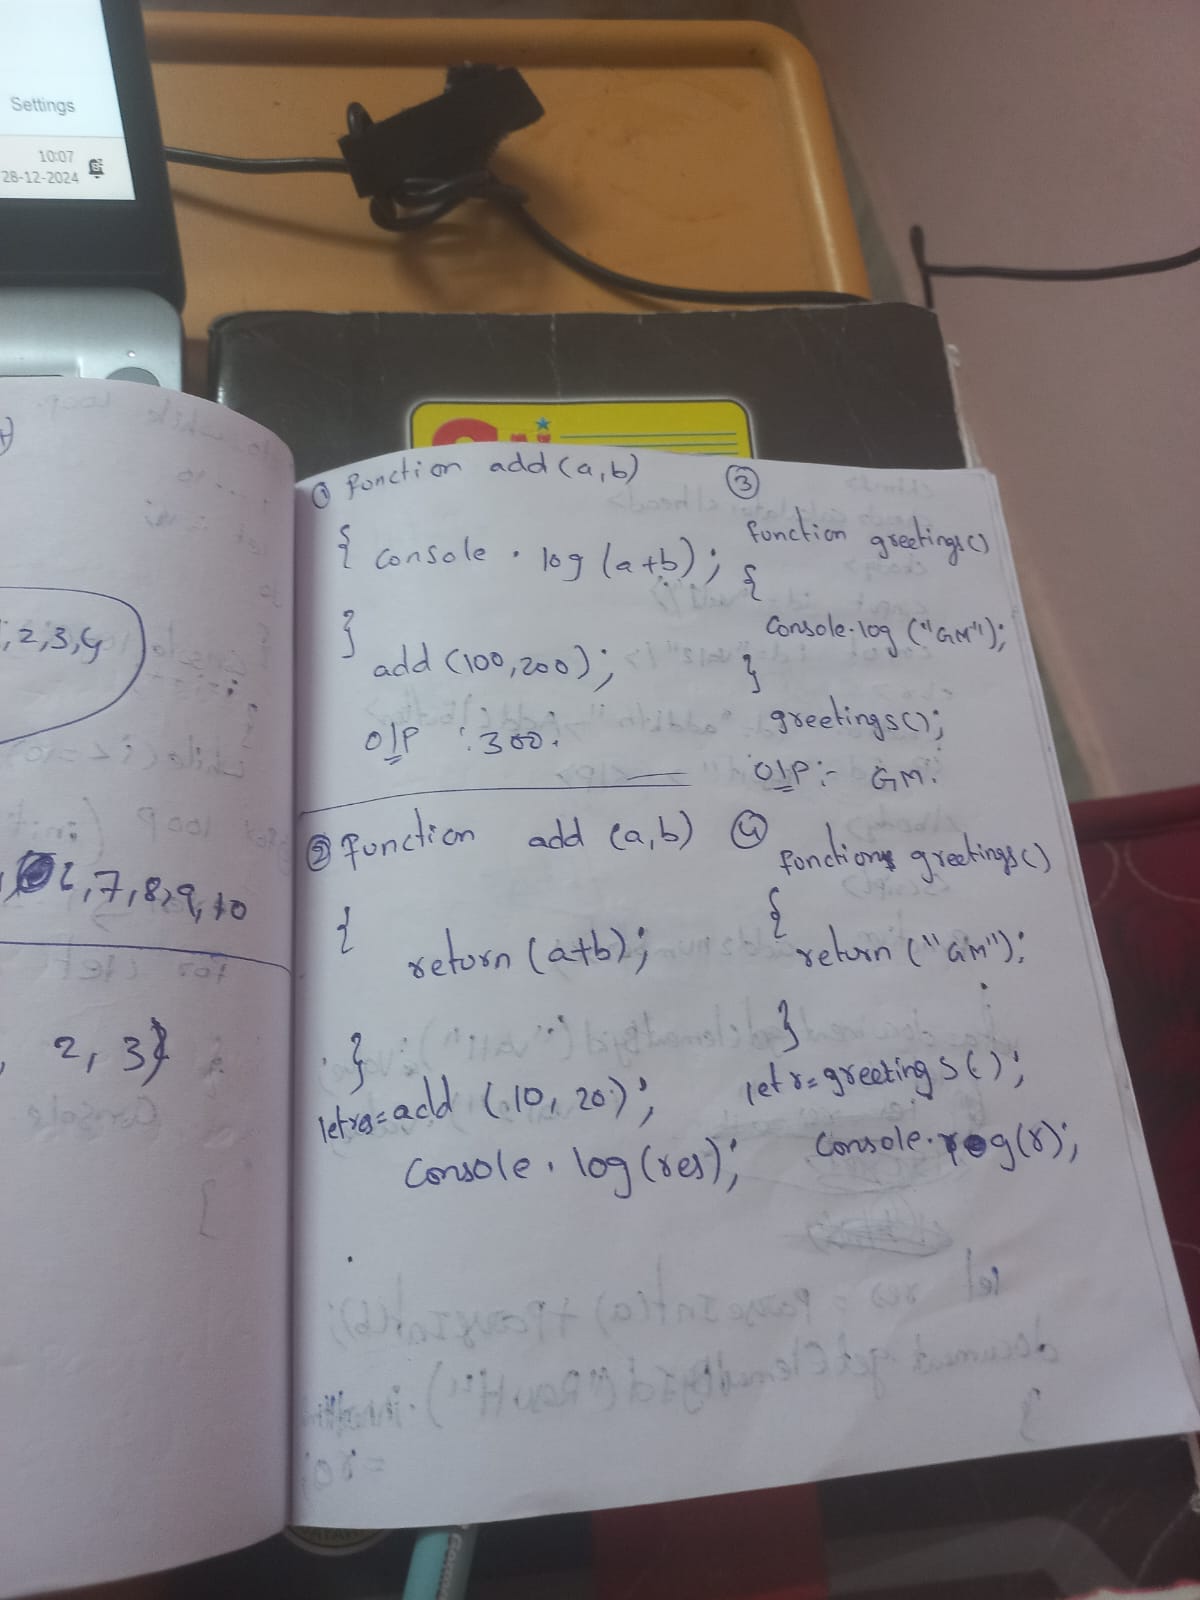 Settings
10:07
28-12-2024
,2,3,4
,7,8,9,10
2,3}
① function add(a,b)
{ console.log(a+b);
}
add(100,200);
O/P :300.
② function add (a,b)
{
return (a+b);
}
let res= add (10,20);
Console.log(res);
③
function greetings()
{
Console.log ("GM");
}
greetings();
O/P:- GM.
④
function greetings()
{
return ("GM");
}
let r= greetings();
Console.log(r);